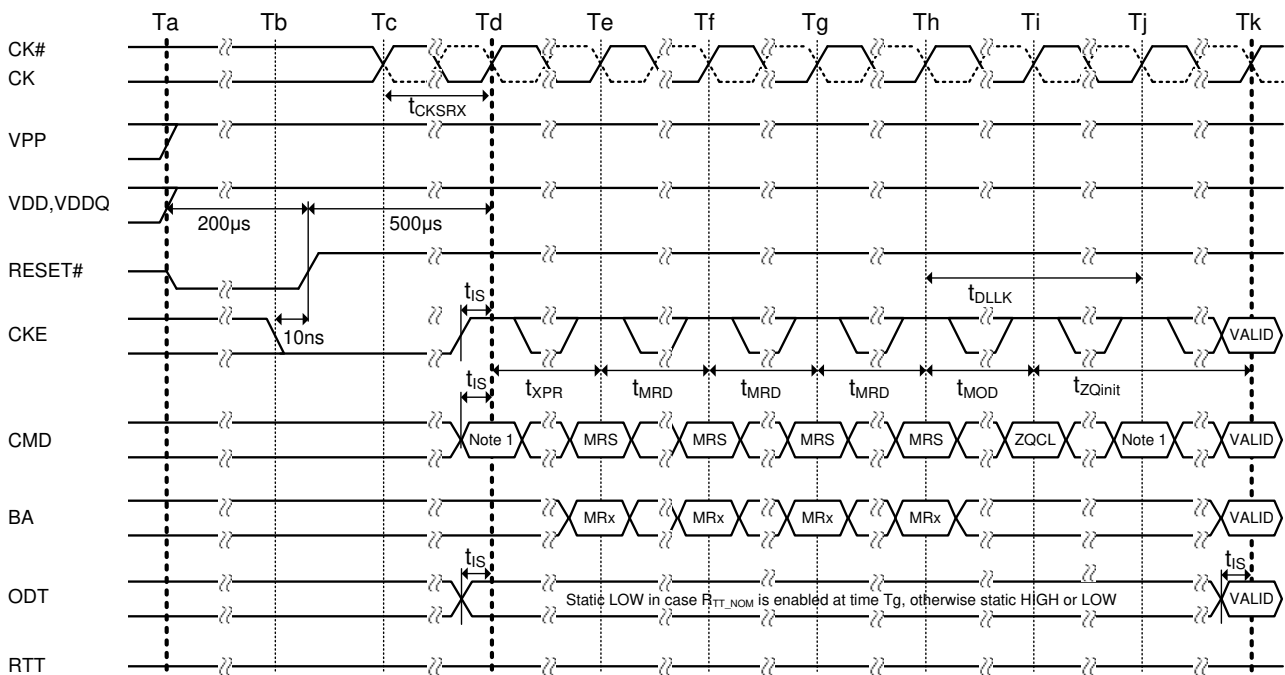 Ta Tb Tc Td Te Tf Tg Th Ti Tj Tk
CK#
CK
tCKSRX
VPP
VDD,VDDQ
200µs 500µs
RESET#
tIS tDLLK
CKE 10ns VALID
tIS tXPR tMRD tMRD tMRD tMOD tZQinit
CMD Note 1 MRS MRS MRS MRS ZQCL Note 1 VALID
BA MRx MRx MRx MRx VALID
tIS tIS
ODT Static LOW in case RTT_NOM is enabled at time Tg, otherwise static HIGH or LOW VALID
RTT